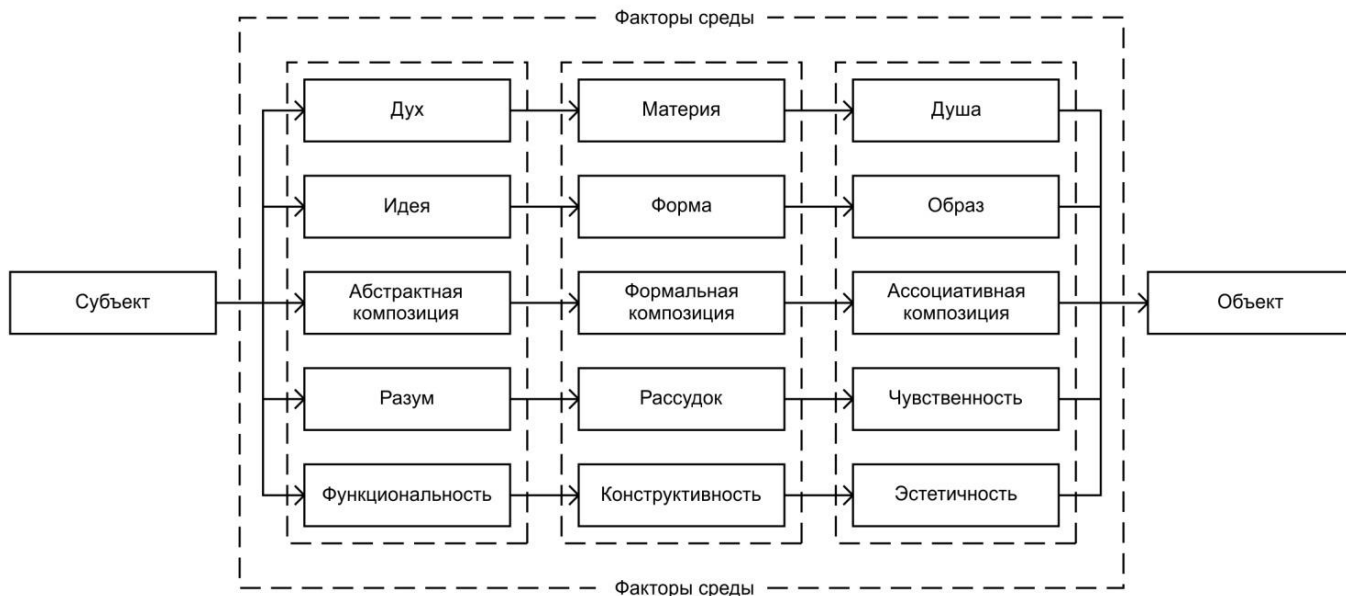 Факторы среды
Дух
Материя
Душа
Идея
Форма
Образ
Субъект
Абстрактная
композиция
Формальная
композиция
Ассоциативная
композиция
Объект
Разум
Рассудок
Чувственность
Функциональность
Конструктивность
Эстетичность
Факторы среды